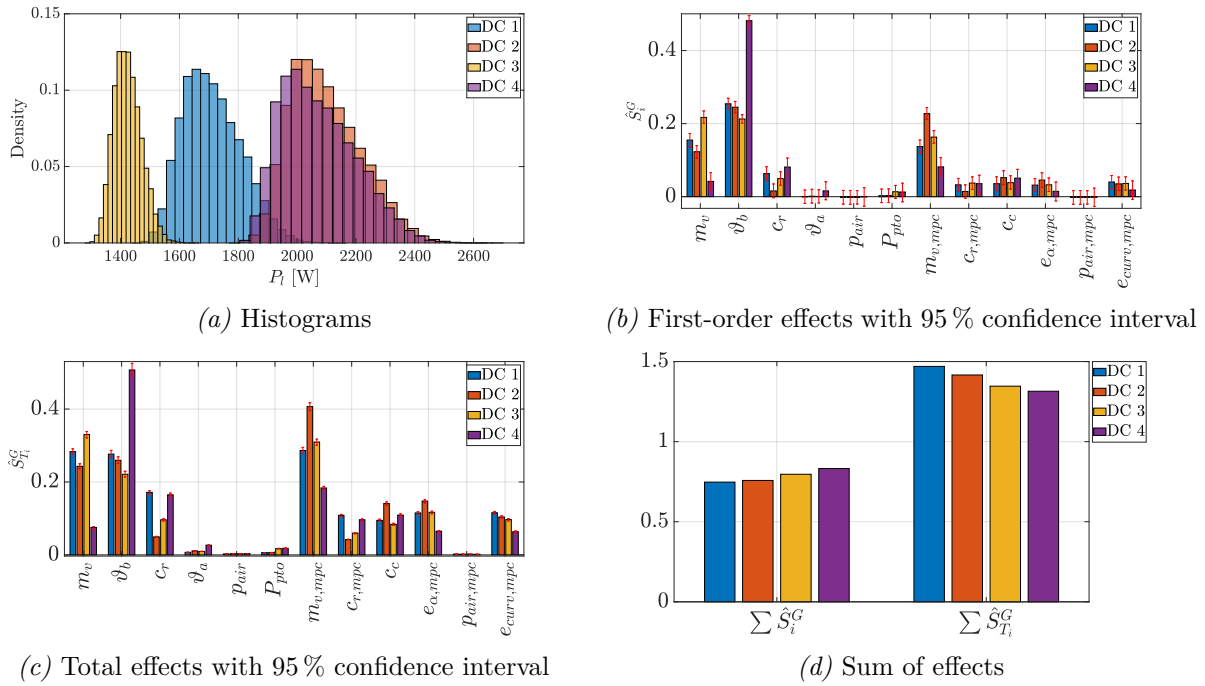 0.15
0.1
0.05
0
Density
1400 1600 1800 2000 2200 2400 2600
P_l [W]
DC 1
DC 2
DC 3
DC 4
(a) Histograms
0.4
0.2
0
Ŝ_i^G
DC 1
DC 2
DC 3
DC 4
m_v ϑ_b c_r ϑ_a p_air P_pto m_v,mpc c_r,mpc c_c e_α,mpc p_air,mpc e_curv,mpc
(b) First-order effects with 95 % confidence interval
0.4
0.2
0
Ŝ_{T_i}^G
DC 1
DC 2
DC 3
DC 4
m_v ϑ_b c_r ϑ_a p_air P_pto m_v,mpc c_r,mpc c_c e_α,mpc p_air,mpc e_curv,mpc
(c) Total effects with 95 % confidence interval
1.5
1
0.5
0
DC 1
DC 2
DC 3
DC 4
∑ Ŝ_i^G ∑ Ŝ_{T_i}^G
(d) Sum of effects